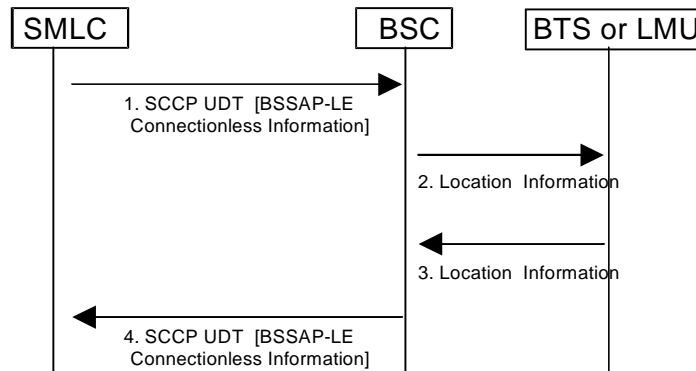 SMLC
BSC
BTS or LMU
1. SCCP UDT [BSSAP-LE
Connectionless Information]
2. Location Information
3. Location Information
4. SCCP UDT [BSSAP-LE
Connectionless Information]